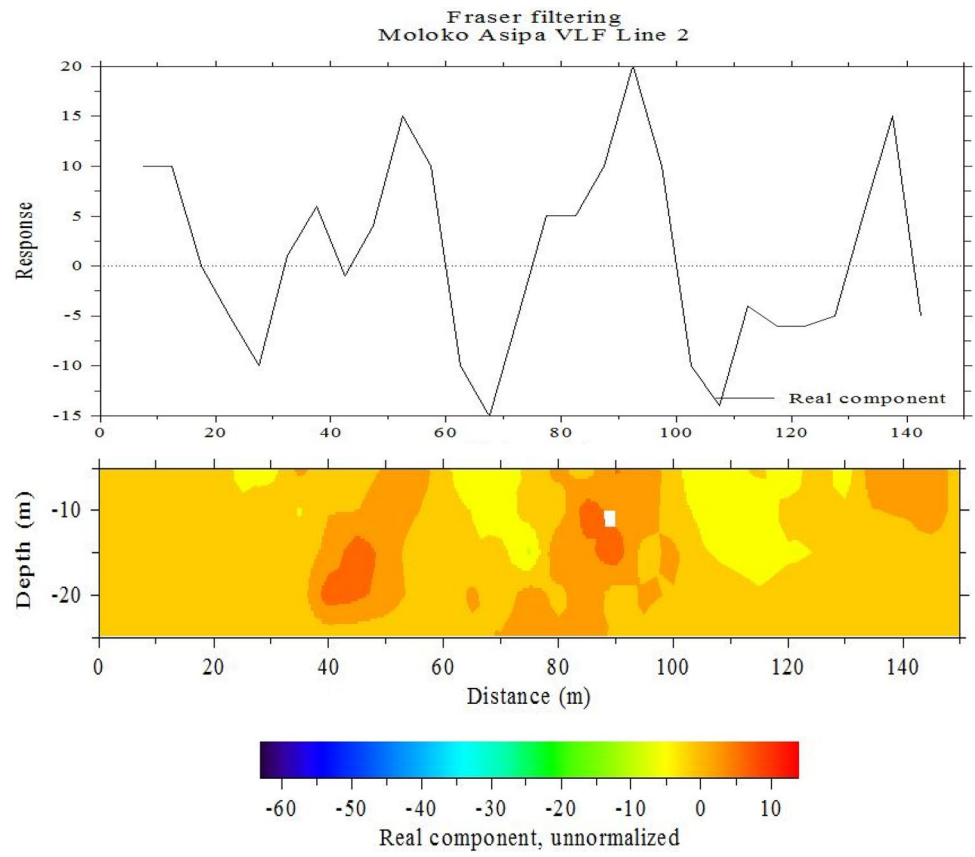 Fraser filtering
Moloko Asipa VLF Line 2
20
15
10
5
0
-5
-10
-15
Response
Real component
0 20 40 60 80 100 120 140
-10
-20
Depth (m)
0 20 40 60 80 100 120 140
Distance (m)
-60 -50 -40 -30 -20 -10 0 10
Real component, unnormalized